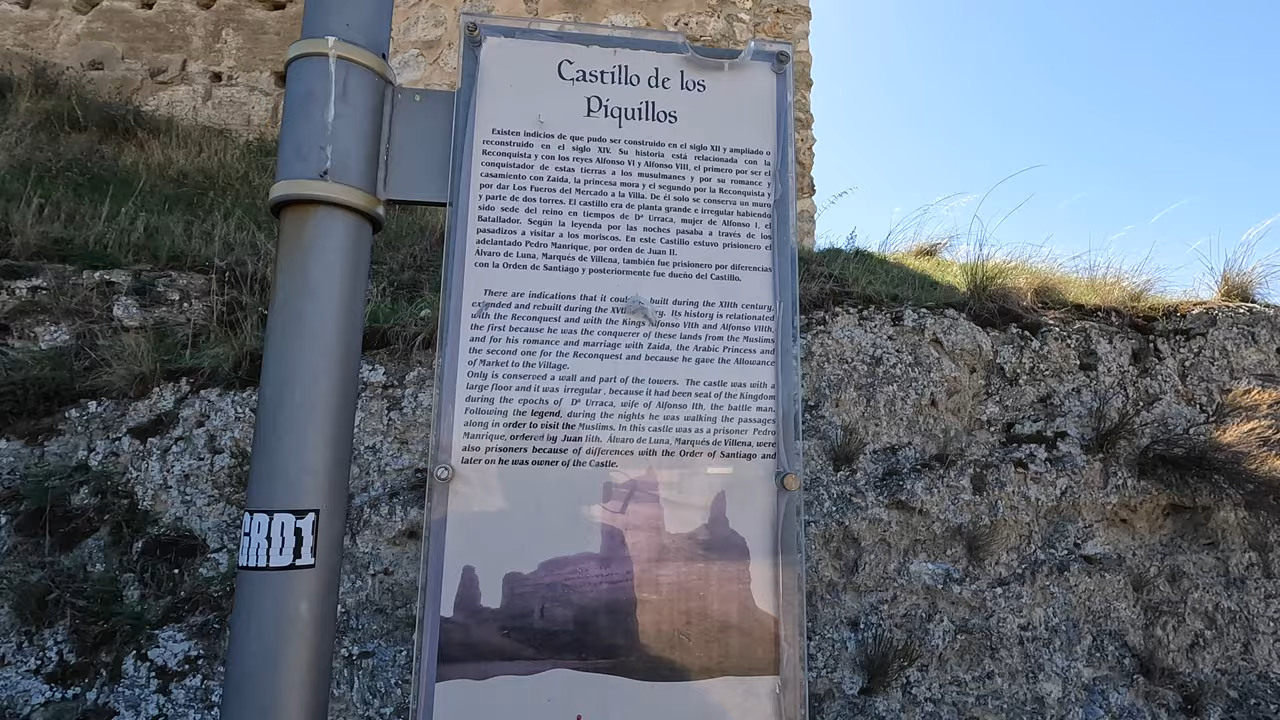 Castillo de los
Piquillos
Existen indicios de que pudo ser construido en el siglo XII y ampliado o
reconstruido en el siglo XIV. Su historia está relacionada con la
Reconquista y con los reyes Alfonso VI y Alfonso VIII, el primero por ser el
conquistador de estas tierras a los musulmanes y por su romance y
casamiento con Zaida, la princesa mora y el segundo por la Reconquista y
por dar Los Fueros del Mercado a la Villa. De él solo se conserva un muro
y parte de dos torres. El castillo era de planta grande e irregular habiendo
sido sede del reino en tiempos de Dª Urraca, mujer de Alfonso I, el
Batallador. Según la leyenda por las noches pasaba a través de los
pasadizos a visitar a los moriscos. En este Castillo estuvo prisionero el
adelantado Pedro Manrique, por orden de Juan II.
Álvaro de Luna, Marqués de Villena, también fue prisionero por diferencias
con la Orden de Santiago y posteriormente fue dueño del Castillo.
There are indications that it built during the XIIth century,
extended and rebuilt during the Its history is relationated
with the Reconquest and with the Kings Alfonso VIth and Alfonso VIIth,
the first because he was the conquerer of these lands from the Muslims
and for his romance and marriage with Zaida, the Arabic Princess and
the second one for the Reconquest and because he gave the Allowance
of Market to the Village.
Only is conserved a wall and part of the towers. The castle was with a
large floor and it was irregular, because it had been seat of the Kingdom
during the epochs of Dª Urraca, wife of Alfonso Ith, the battle man.
Following the legend, during the nights he was walking the passages
along in order to visit the Muslims. In this castle was as a prisoner Pedro
Manrique, ordered by Juan IIth. Álvaro de Luna, Marqués de Villena, were
also prisoners because of differences with the Order of Santiago and
later on he was owner of the Castle.
GRD1